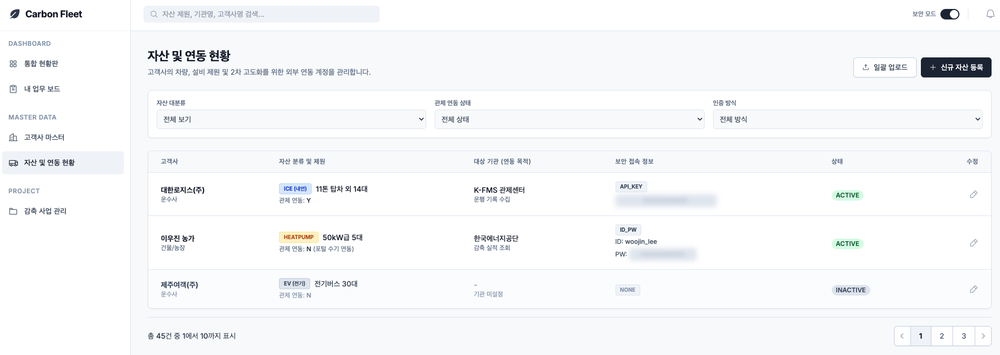 Carbon Fleet
자산 제원, 기관명, 고객사명 검색...
보안 모드
DASHBOARD
통합 현황판
내 업무 보드
MASTER DATA
고객사 마스터
자산 및 연동 현황
PROJECT
감축 사업 관리
자산 및 연동 현황
고객사의 차량, 설비 제원 및 2차 고도화를 위한 외부 연동 계정을 관리합니다.
일괄 업로드
신규 자산 등록
자산 대분류
전체 보기
관제 연동 상태
전체 상태
인증 방식
전체 방식
고객사 자산 분류 및 제원 대상 기관 (연동 목적) 보안 접속 정보 상태 수정
대한로지스(주)
운수사
ICE (내연) 11톤 탑차 외 14대
관제 연동: Y
K-FMS 관제센터
운행 기록 수집
API_KEY
ACTIVE
이우진 농가
건물/농장
HEATPUMP 50kW급 5대
관제 연동: N (포털 수기 연동)
한국에너지공단
감축 실적 조회
ID_PW
ID: woojin_lee
PW:
ACTIVE
제주여객(주)
운수사
EV (전기) 전기버스 30대
관제 연동: N
-
기관 미설정
NONE
INACTIVE
총 45건 중 1에서 10까지 표시
1 2 3